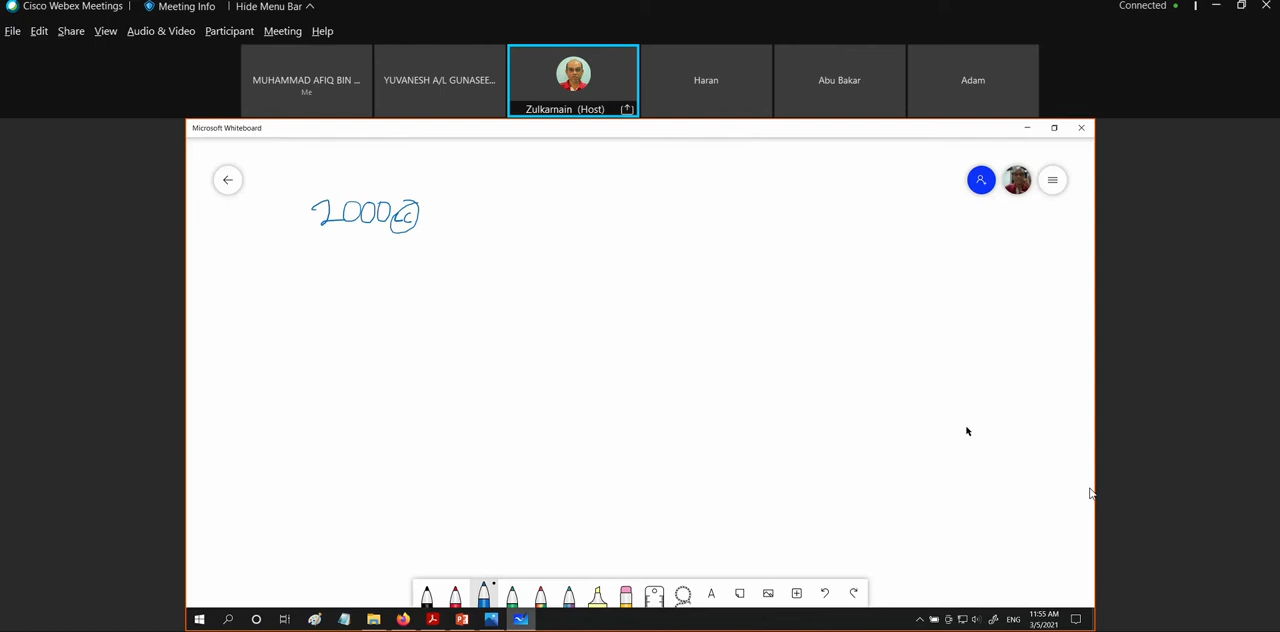 Cisco Webex Meetings | Meeting Info | Hide Menu Bar Connected
File Edit Share View Audio & Video Participant Meeting Help
MUHAMMAD AFIQ BIN ... YUVANESH A/L GUNASEE... Haran Abu Bakar Adam
Me
Zulkarnain (Host)
Microsoft Whiteboard
2000cc
A
ENG 11:55 AM
3/5/2021